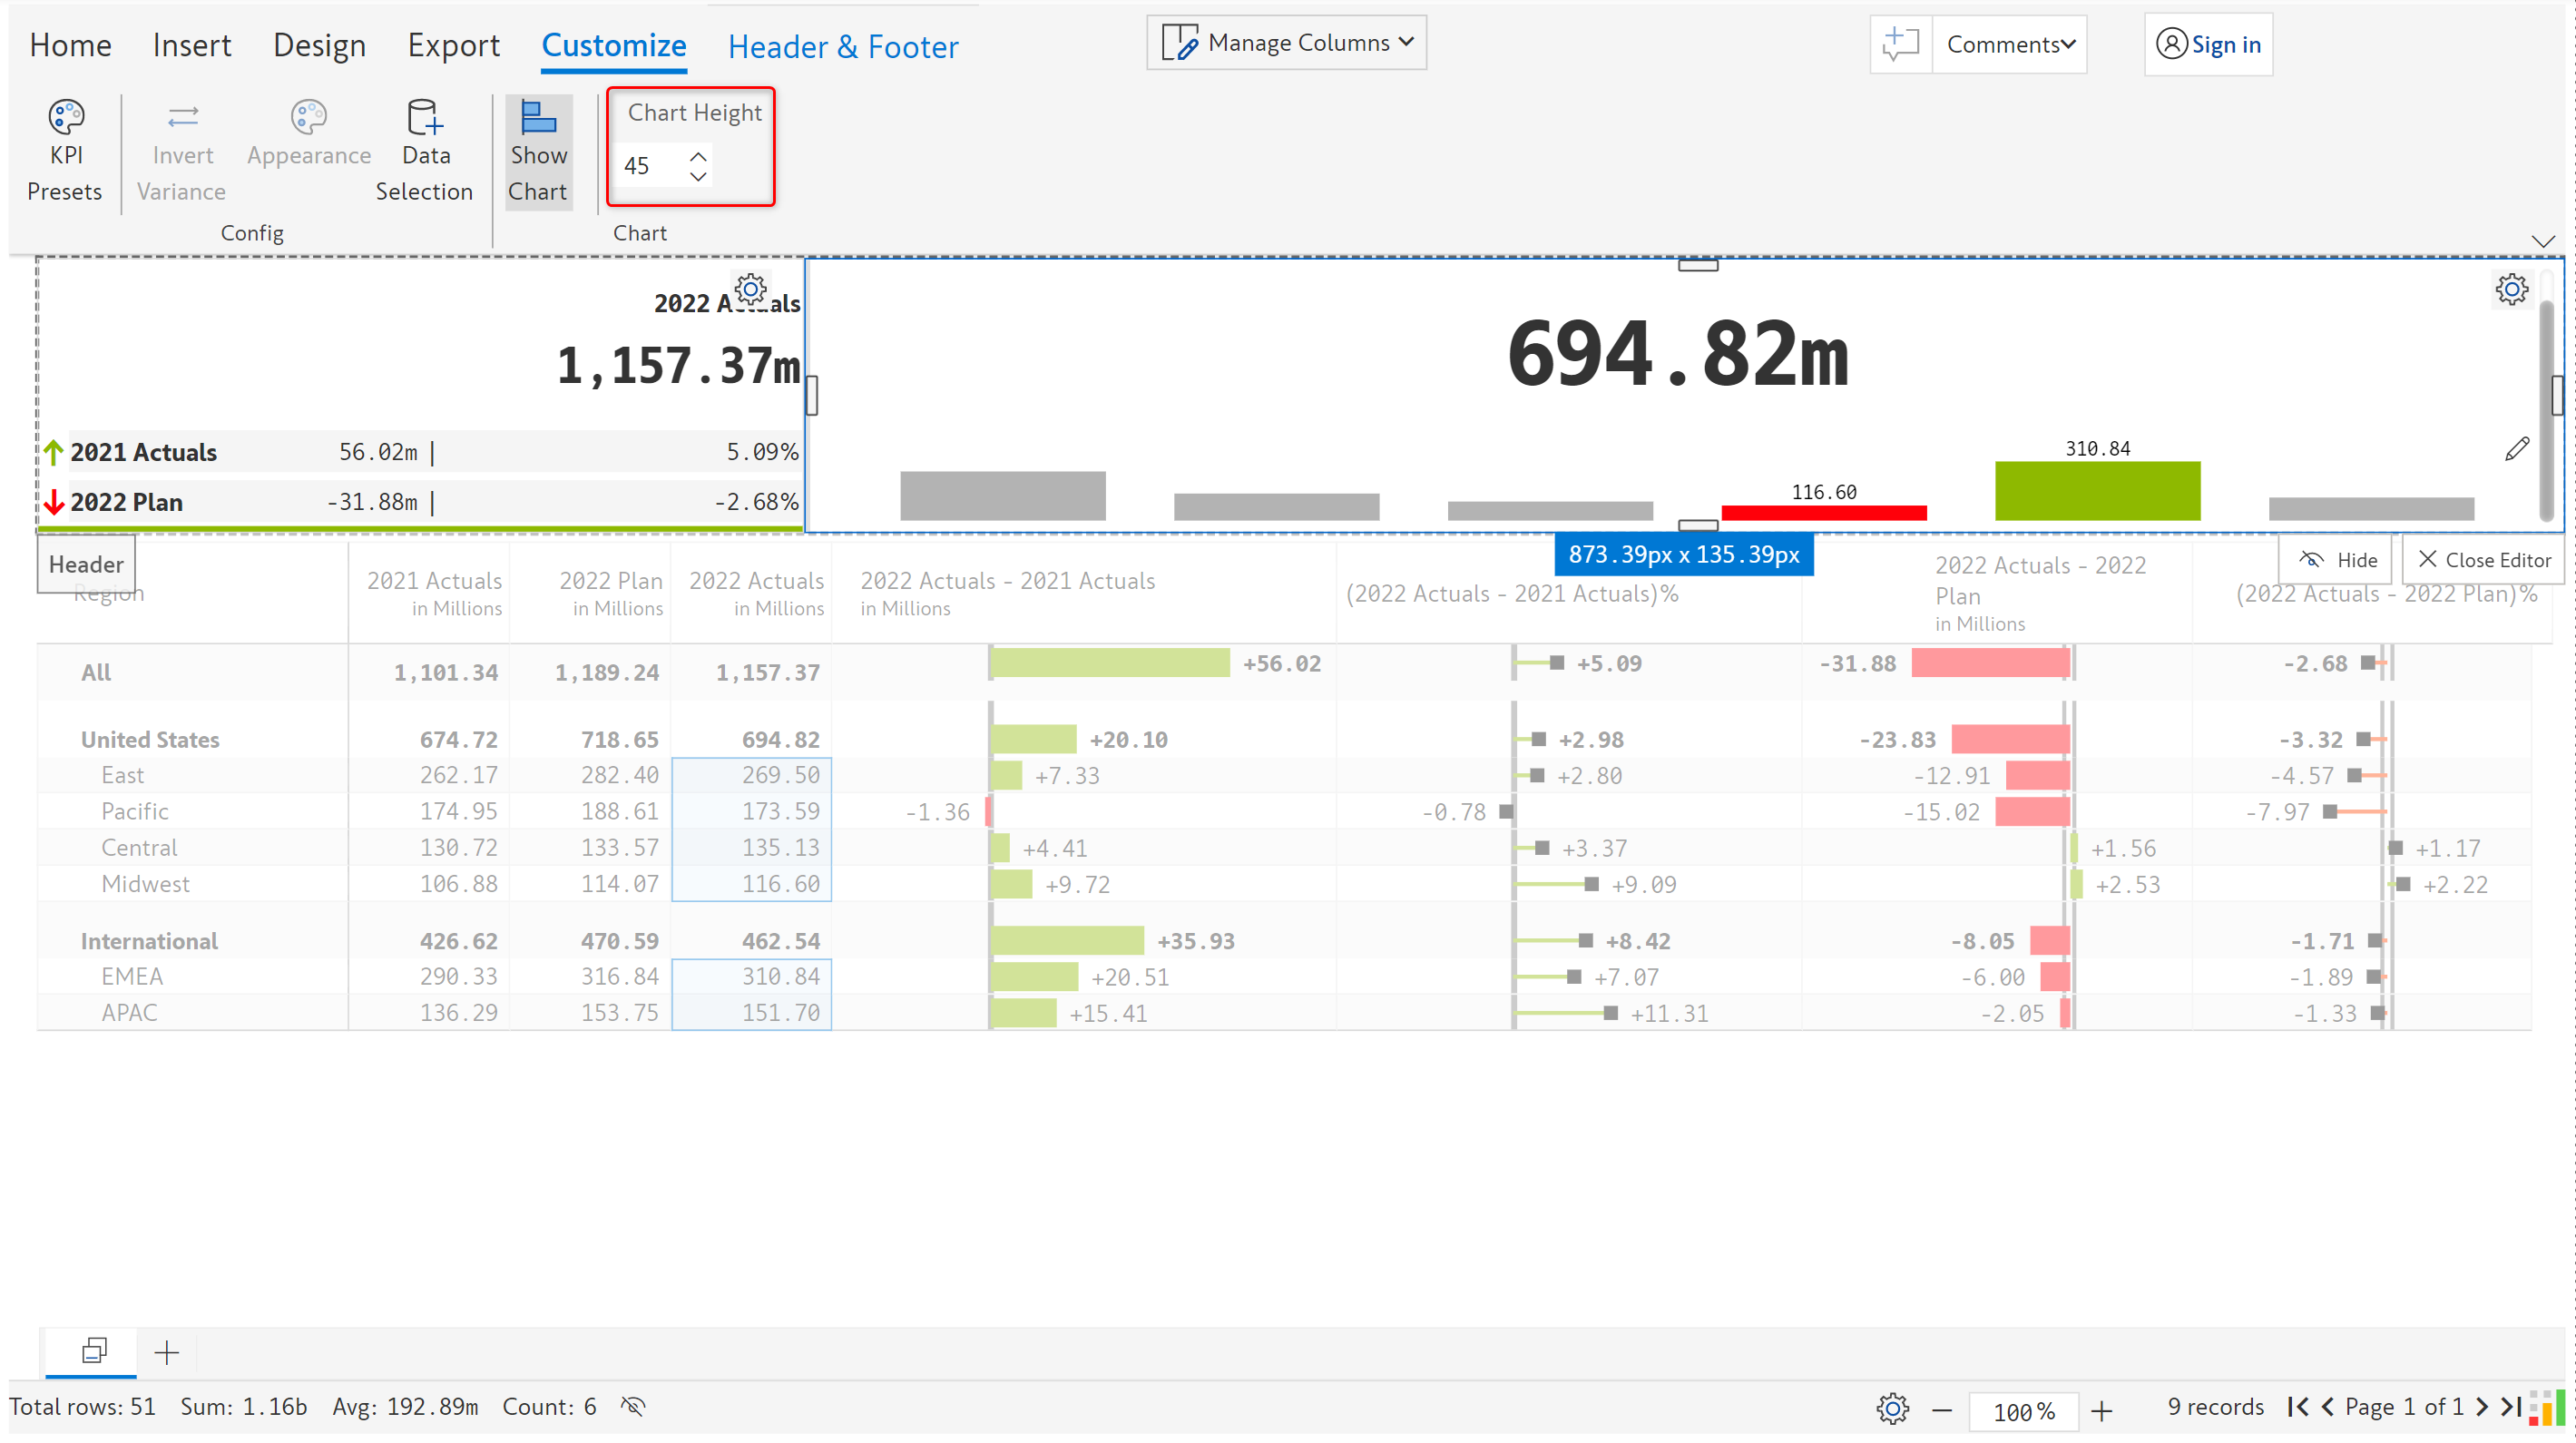 Home Insert Design Export Customize Header & Footer Manage Columns Comments Sign in
KPI Presets
Invert Variance
Appearance
Data Selection
Show Chart
Chart Height
45
Config
Chart
2022 A als
1,157.37m
2021 Actuals 56.02m | 5.09%
2022 Plan -31.88m | -2.68%
694.82m
310.84
116.60
873.39px x 135.39px
Header
Hide
Close Editor
Region
2021 Actuals
in Millions
2022 Plan
in Millions
2022 Actuals
in Millions
2022 Actuals - 2021 Actuals
in Millions
(2022 Actuals - 2021 Actuals)%
2022 Actuals - 2022
Plan
in Millions
(2022 Actuals - 2022 Plan)%
All 1,101.34 1,189.24 1,157.37 +56.02 +5.09 -31.88 -2.68
United States 674.72 718.65 694.82 +20.10 +2.98 -23.83 -3.32
East 262.17 282.40 269.50 +7.33 +2.80 -12.91 -4.57
Pacific 174.95 188.61 173.59 -1.36 -0.78 -15.02 -7.97
Central 130.72 133.57 135.13 +4.41 +3.37 +1.56 +1.17
Midwest 106.88 114.07 116.60 +9.72 +9.09 +2.53 +2.22
International 426.62 470.59 462.54 +35.93 +8.42 -8.05 -1.71
EMEA 290.33 316.84 310.84 +20.51 +7.07 -6.00 -1.89
APAC 136.29 153.75 151.70 +15.41 +11.31 -2.05 -1.33
Total rows: 51 Sum: 1.16b Avg: 192.89m Count: 6 100% 9 records Page 1 of 1